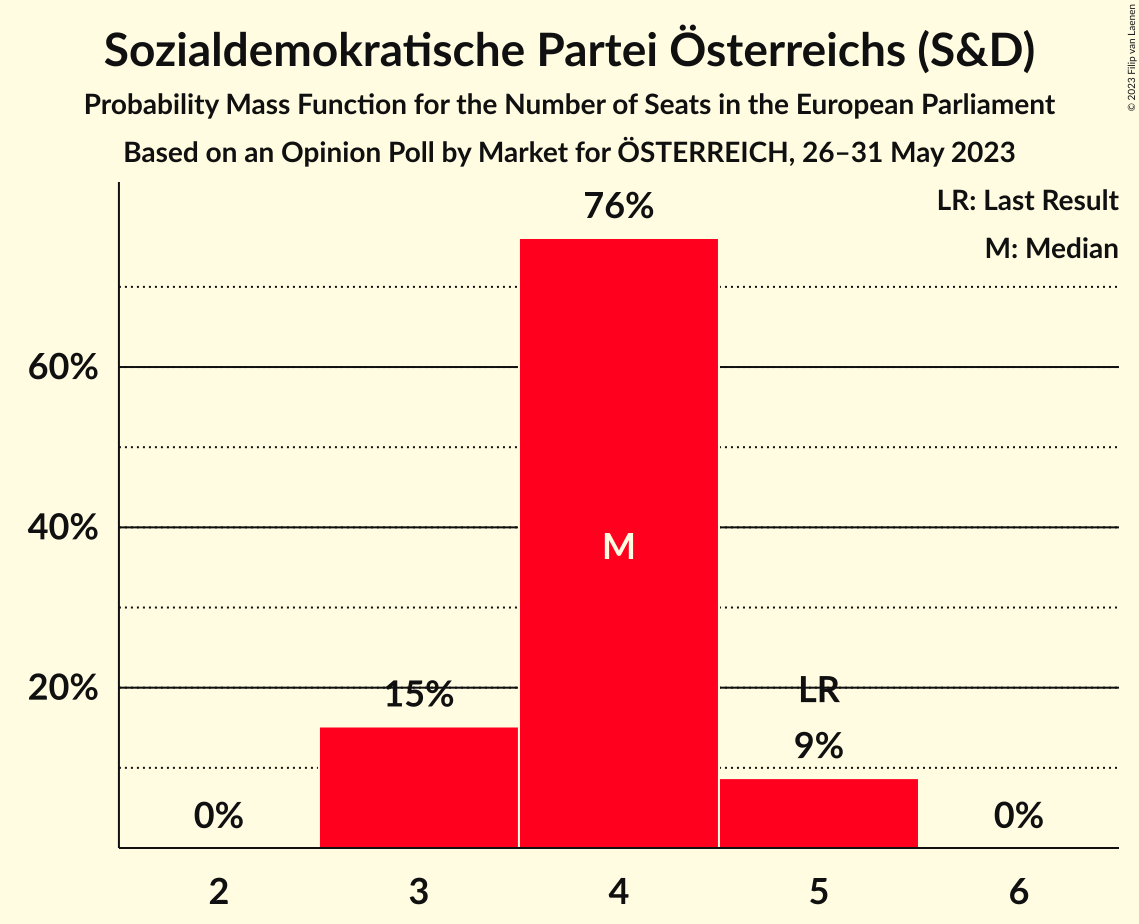 Sozialdemokratische Partei Österreichs (S&D)
Probability Mass Function for the Number of Seats in the European Parliament
Based on an Opinion Poll by Market for ÖSTERREICH, 26–31 May 2023
© 2023 Filip van Laenen
LR: Last Result
M: Median
76%
60%
40%
M
20%
15%
LR
9%
0%
0%
2 3 4 5 6